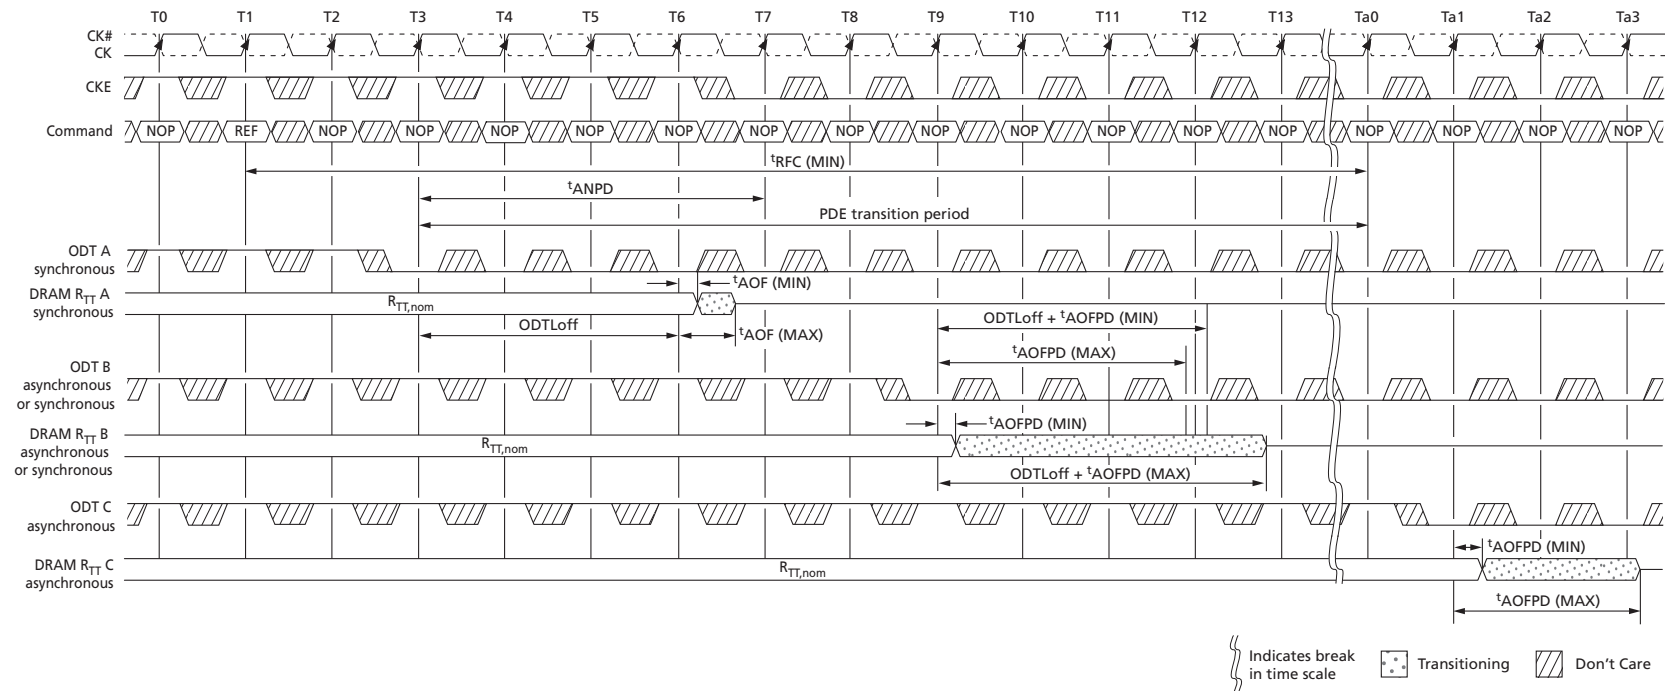 T0 T1 T2 T3 T4 T5 T6 T7 T8 T9 T10 T11 T12 T13 Ta0 Ta1 Ta2 Ta3
CK#
CK
CKE
Command NOP REF NOP NOP NOP NOP NOP NOP NOP NOP NOP NOP NOP NOP NOP NOP NOP NOP
tRFC (MIN)
tANPD
PDE transition period
ODT A
synchronous
tAOF (MIN)
DRAM RTT A
synchronous
RTT,nom
ODTLoff
tAOF (MAX)
ODTLoff + tAOFPD (MIN)
tAOFPD (MAX)
ODT B
asynchronous
or synchronous
tAOFPD (MIN)
DRAM RTT B
asynchronous
or synchronous
RTT,nom
ODTLoff + tAOFPD (MAX)
ODT C
asynchronous
tAOFPD (MIN)
DRAM RTT C
asynchronous
RTT,nom
tAOFPD (MAX)
Indicates break
in time scale
Transitioning
Don't Care